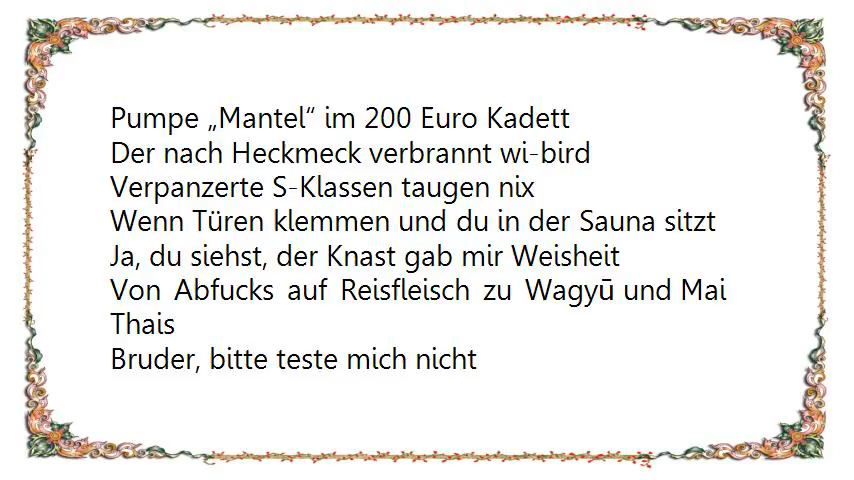 Pumpe „Mantel“ im 200 Euro Kadett
Der nach Heckmeck verbrannt wi-bird
Verpanzerte S-Klassen taugen nix
Wenn Türen klemmen und du in der Sauna sitzt
Ja, du siehst, der Knast gab mir Weisheit
Von Abfucks auf Reisfleisch zu Wagyū und Mai
Thais
Bruder, bitte teste mich nicht